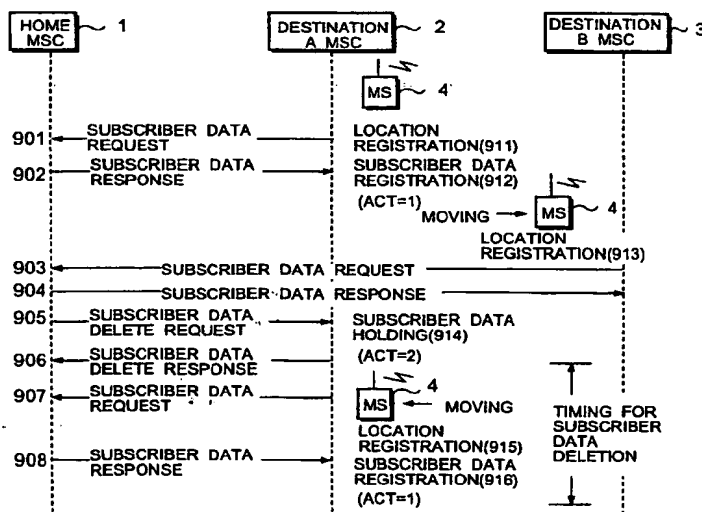 HOME MSC
1
DESTINATION A MSC
2
DESTINATION B MSC
3
MS
4
901
SUBSCRIBER DATA REQUEST
LOCATION REGISTRATION(911)
902
SUBSCRIBER DATA RESPONSE
SUBSCRIBER DATA REGISTRATION(912)
(ACT=1)
MOVING
MS
4
LOCATION REGISTRATION(913)
903
SUBSCRIBER DATA REQUEST
904
SUBSCRIBER DATA RESPONSE
905
SUBSCRIBER DATA DELETE REQUEST
SUBSCRIBER DATA HOLDING(914)
906
SUBSCRIBER DATA DELETE RESPONSE
(ACT=2)
907
SUBSCRIBER DATA REQUEST
MS
4
MOVING
TIMING FOR SUBSCRIBER DATA DELETION
LOCATION REGISTRATION(915)
908
SUBSCRIBER DATA RESPONSE
SUBSCRIBER DATA REGISTRATION(916)
(ACT=1)